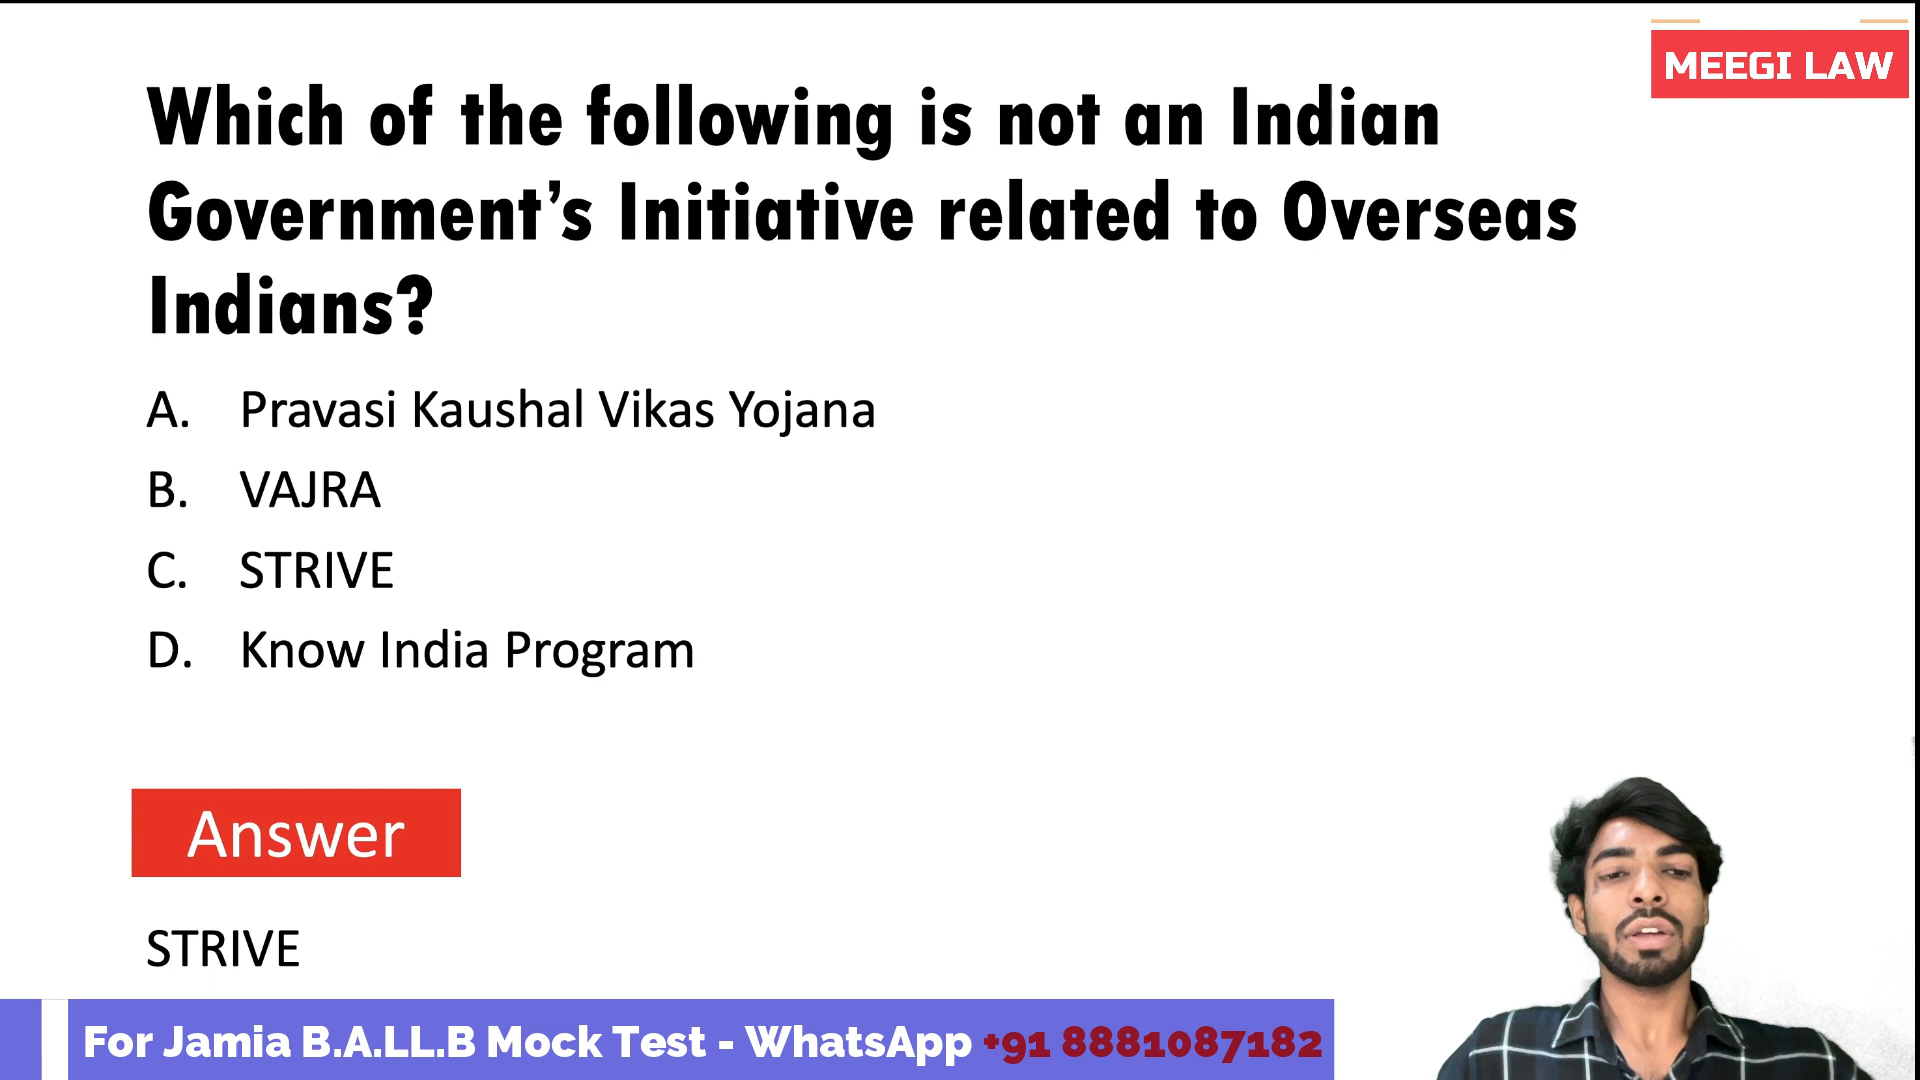 MEEGI LAW
Which of the following is not an Indian
Government’s Initiative related to Overseas
Indians?
A. Pravasi Kaushal Vikas Yojana
B. VAJRA
C. STRIVE
D. Know India Program
Answer
STRIVE
For Jamia B.A.LL.B Mock Test - WhatsApp +91 8881087182